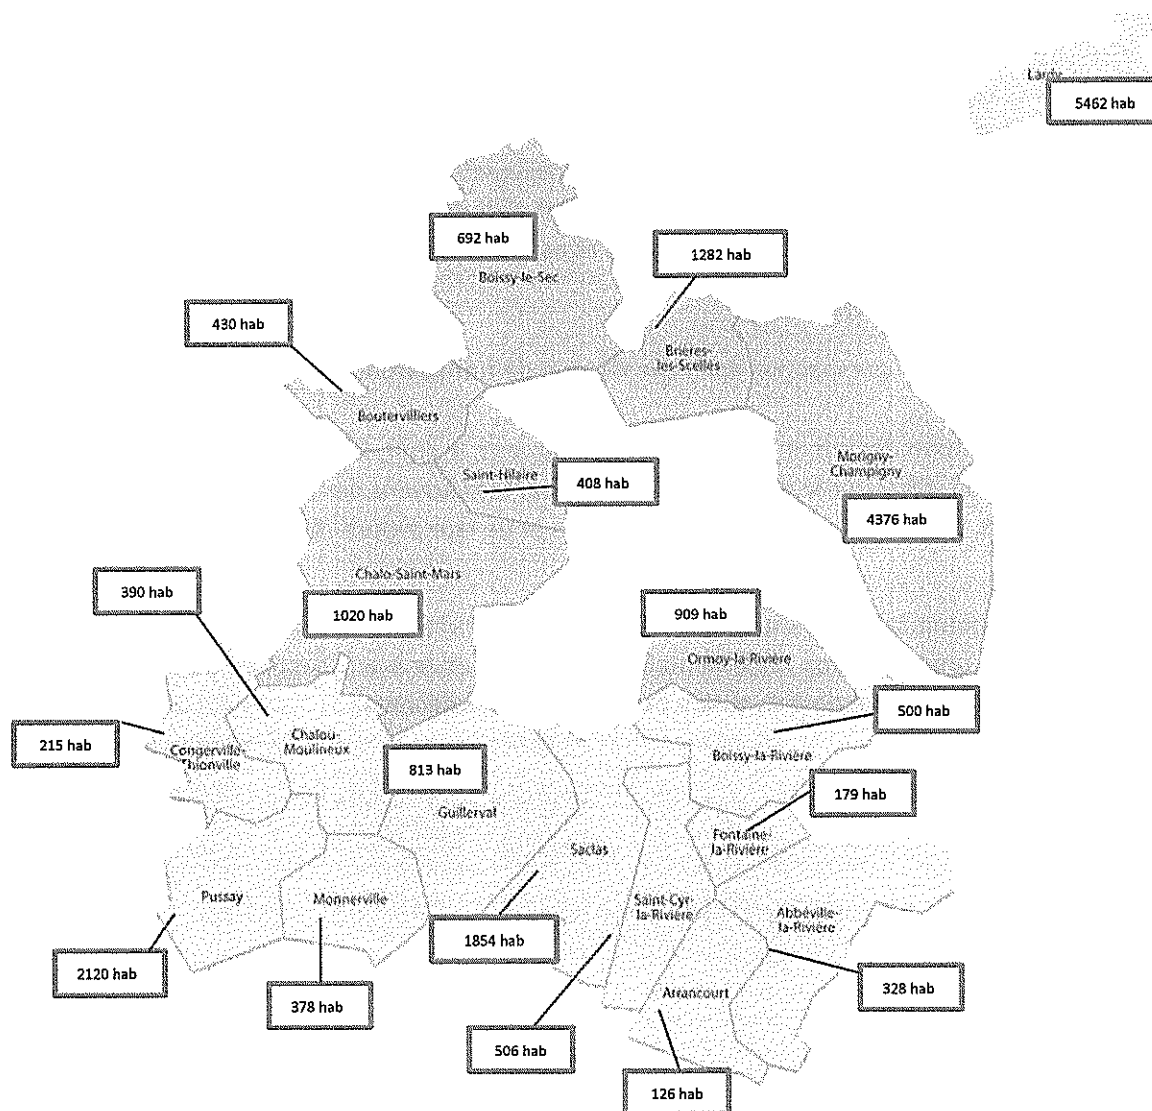 Lardy
5462 hab
692 hab
Boissy-le-Sec
1282 hab
430 hab
Brières-
les-Scellés
Boutervilliers
Morigny-
Champigny
Saint-Hilaire
408 hab
4376 hab
Chalo-Saint-Mars
390 hab
1020 hab
909 hab
Ormoy-la-Rivière
500 hab
215 hab
Congerville-
Thionville
Chalou-
Moulineux
Boissy-la-Rivière
813 hab
179 hab
Guillerval
Fontaine-
la-Rivière
Saclas
Pussay
Monnerville
Saint-Cyr-
la-Rivière
Abbéville-
la-Rivière
1854 hab
2120 hab
328 hab
378 hab
Arrancourt
506 hab
126 hab